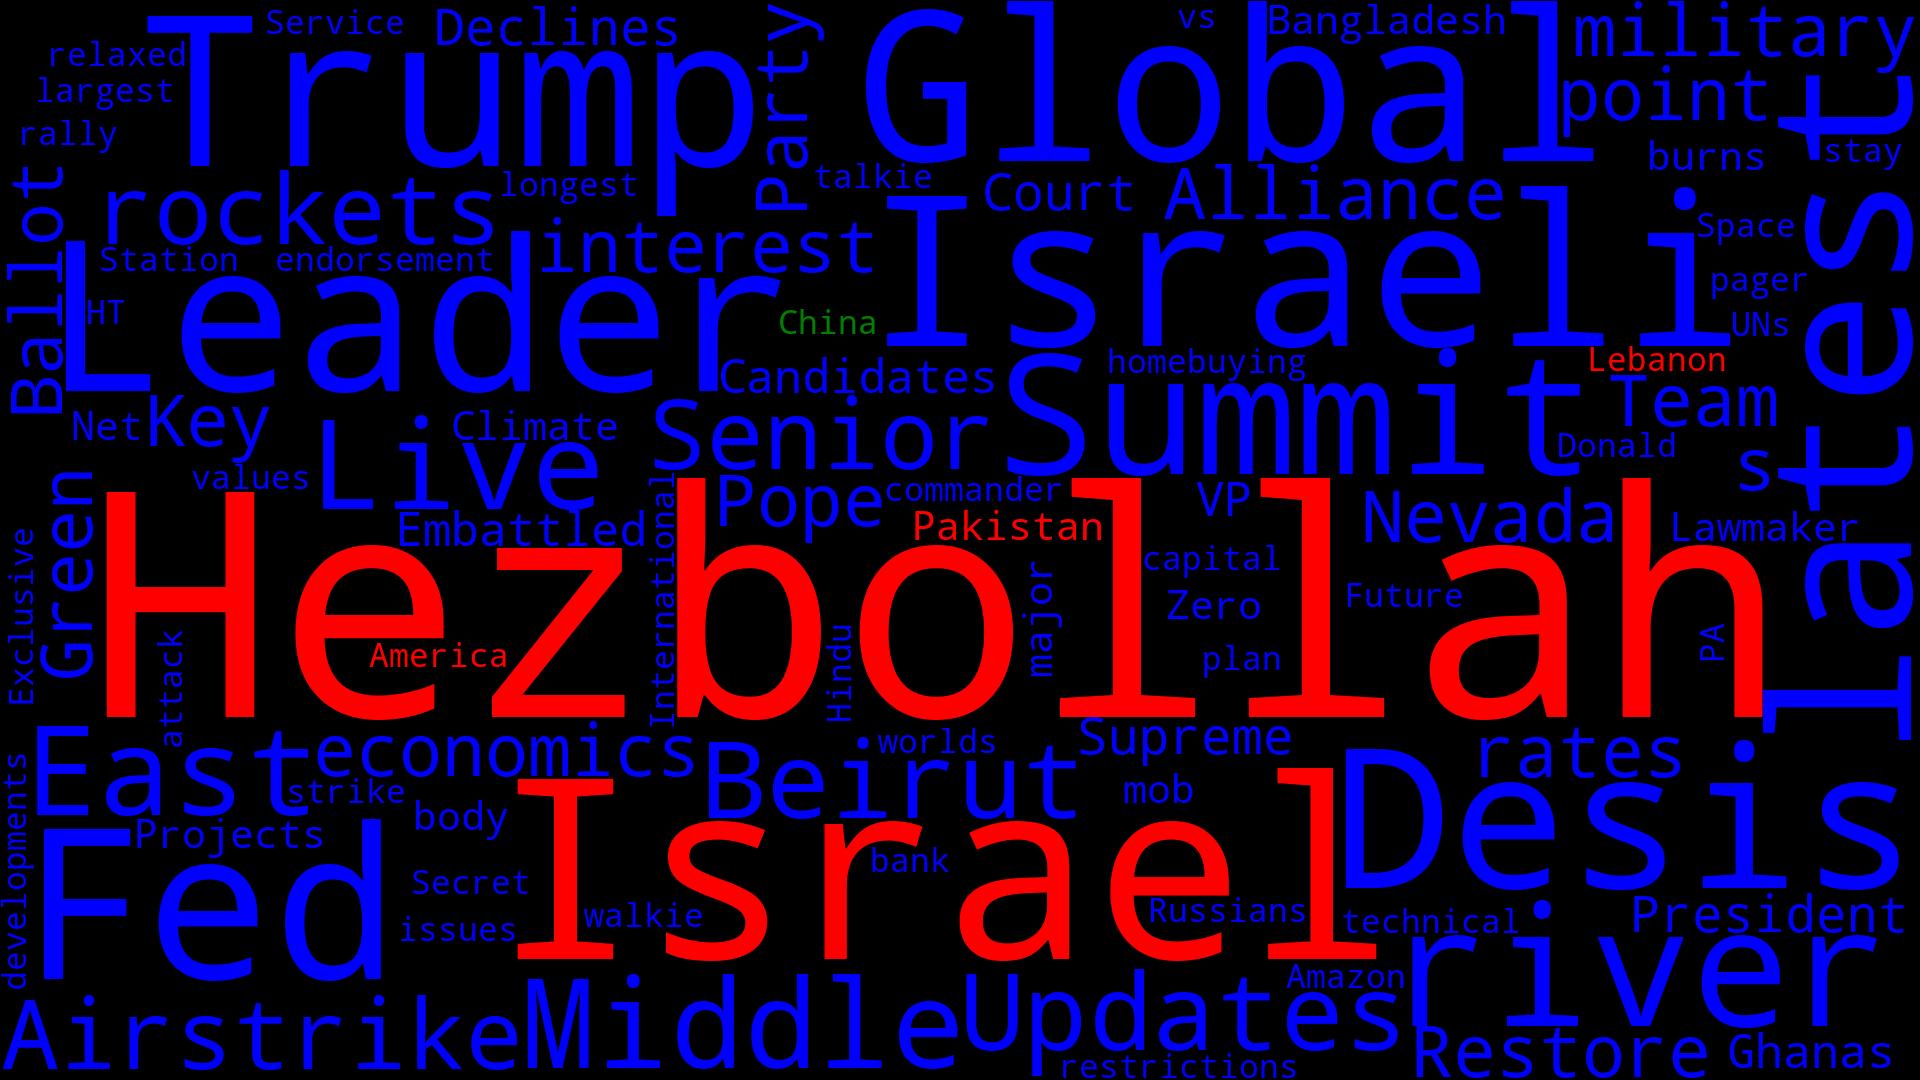 Trump
Service
Declines
Party
Global
vs
Bangladesh
military
relaxed
largest
rally
point
latest
burns
stay
Ballot
rockets
longest
talkie
Court
Alliance
Israeli
Space
Station
endorsement
interest
Leader
HT
China
pager
UNs
Candidates
homebuying
Lebanon
Summit
Team
Net
Key
Live
Climate
Senior
Donald
s
values
Green
Hezbollah
Embattled
International
Pope
commander
Pakistan
VP
Nevada
Lawmaker
Exclusive
capital
major
Zero
Future
attack
America
Hindu
plan
PA
East
economics
Beirut
worlds
Supreme
rates
Desis
developments
strike
body
mob
Israel
Fed
Projects
bank
Secret
issues
walkie
Russians
technical
President
river
Airstrike
Middle
Updates
Amazon
restrictions
Restore
Ghanas